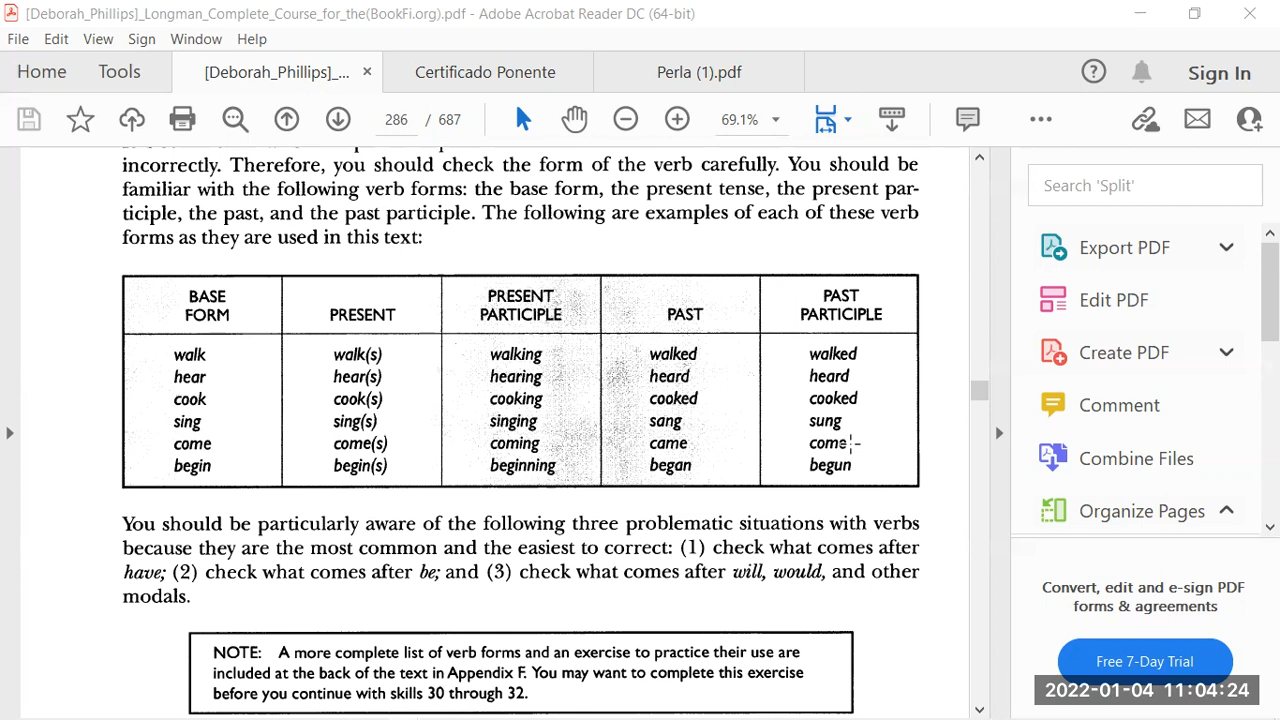 [Deborah_Phillips]_Longman_Complete_Course_for_the(BookFi.org).pdf - Adobe Acrobat Reader DC (64-bit)
File Edit View Sign Window Help
Home Tools [Deborah_Phillips]_... × Certificado Ponente Perla (1).pdf Sign In
286 / 687 69.1%
incorrectly. Therefore, you should check the form of the verb carefully. You should be
familiar with the following verb forms: the base form, the present tense, the present par-
ticiple, the past, and the past participle. The following are examples of each of these verb
forms as they are used in this text:
BASE FORM PRESENT PRESENT PARTICIPLE PAST PAST PARTICIPLE
walk walk(s) walking walked walked
hear hear(s) hearing heard heard
cook cook(s) cooking cooked cooked
sing sing(s) singing sang sung
come come(s) coming came come
begin begin(s) beginning began begun
You should be particularly aware of the following three problematic situations with verbs
because they are the most common and the easiest to correct: (1) check what comes after
have; (2) check what comes after be; and (3) check what comes after will, would, and other
modals.
NOTE: A more complete list of verb forms and an exercise to practice their use are
included at the back of the text in Appendix F. You may want to complete this exercise
before you continue with skills 30 through 32.
Search 'Split'
Export PDF
Edit PDF
Create PDF
Comment
Combine Files
Organize Pages
Convert, edit and e-sign PDF
forms & agreements
Free 7-Day Trial
2022-01-04 11:04:24